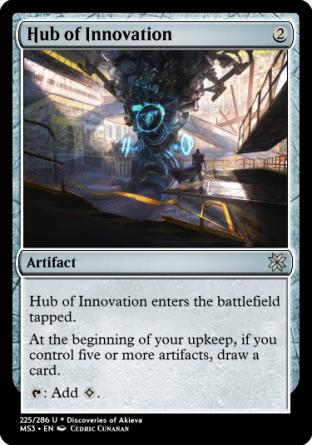 Hub of Innovation 2
Artifact
Hub of Innovation enters the battlefield
tapped.
At the beginning of your upkeep, if you
control five or more artifacts, draw a
card.
: Add .
225/286 U * Discoveries of Akieva
MS3 • EN Cedric Cunanan